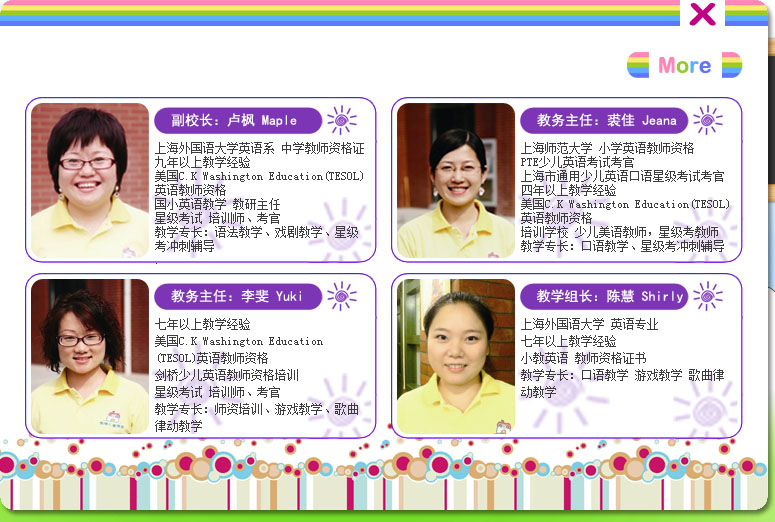 More
副校长：卢枫 Maple
上海外国语大学英语系 中学教师资格证
九年以上教学经验
美国C.K Washington Education(TESOL)
英语教师资格
国小英语教学 教研主任
星级考试 培训师、考官
教学专长：语法教学、戏剧教学、星级
考冲刺辅导
教务主任：裘佳 Jeana
上海师范大学 小学英语教师资格
PTE少儿英语考试考官
上海市通用少儿英语口语星级考试考官
四年以上教学经验
美国C.K Washington Education(TESOL)
英语教师资格
培训学校 少儿美语教师，星级考教师
教学专长：口语教学、星级考冲刺辅导
教务主任：李斐 Yuki
七年以上教学经验
美国C.K Washington Education
(TESOL)英语教师资格
剑桥少儿英语教师资格培训
星级考试 培训师、考官
教学专长：师资培训、游戏教学、歌曲
律动教学
教学组长：陈慧 Shirly
上海外国语大学 英语专业
七年以上教学经验
小教英语 教师资格证书
教学专长：口语教学 游戏教学 歌曲律
动教学